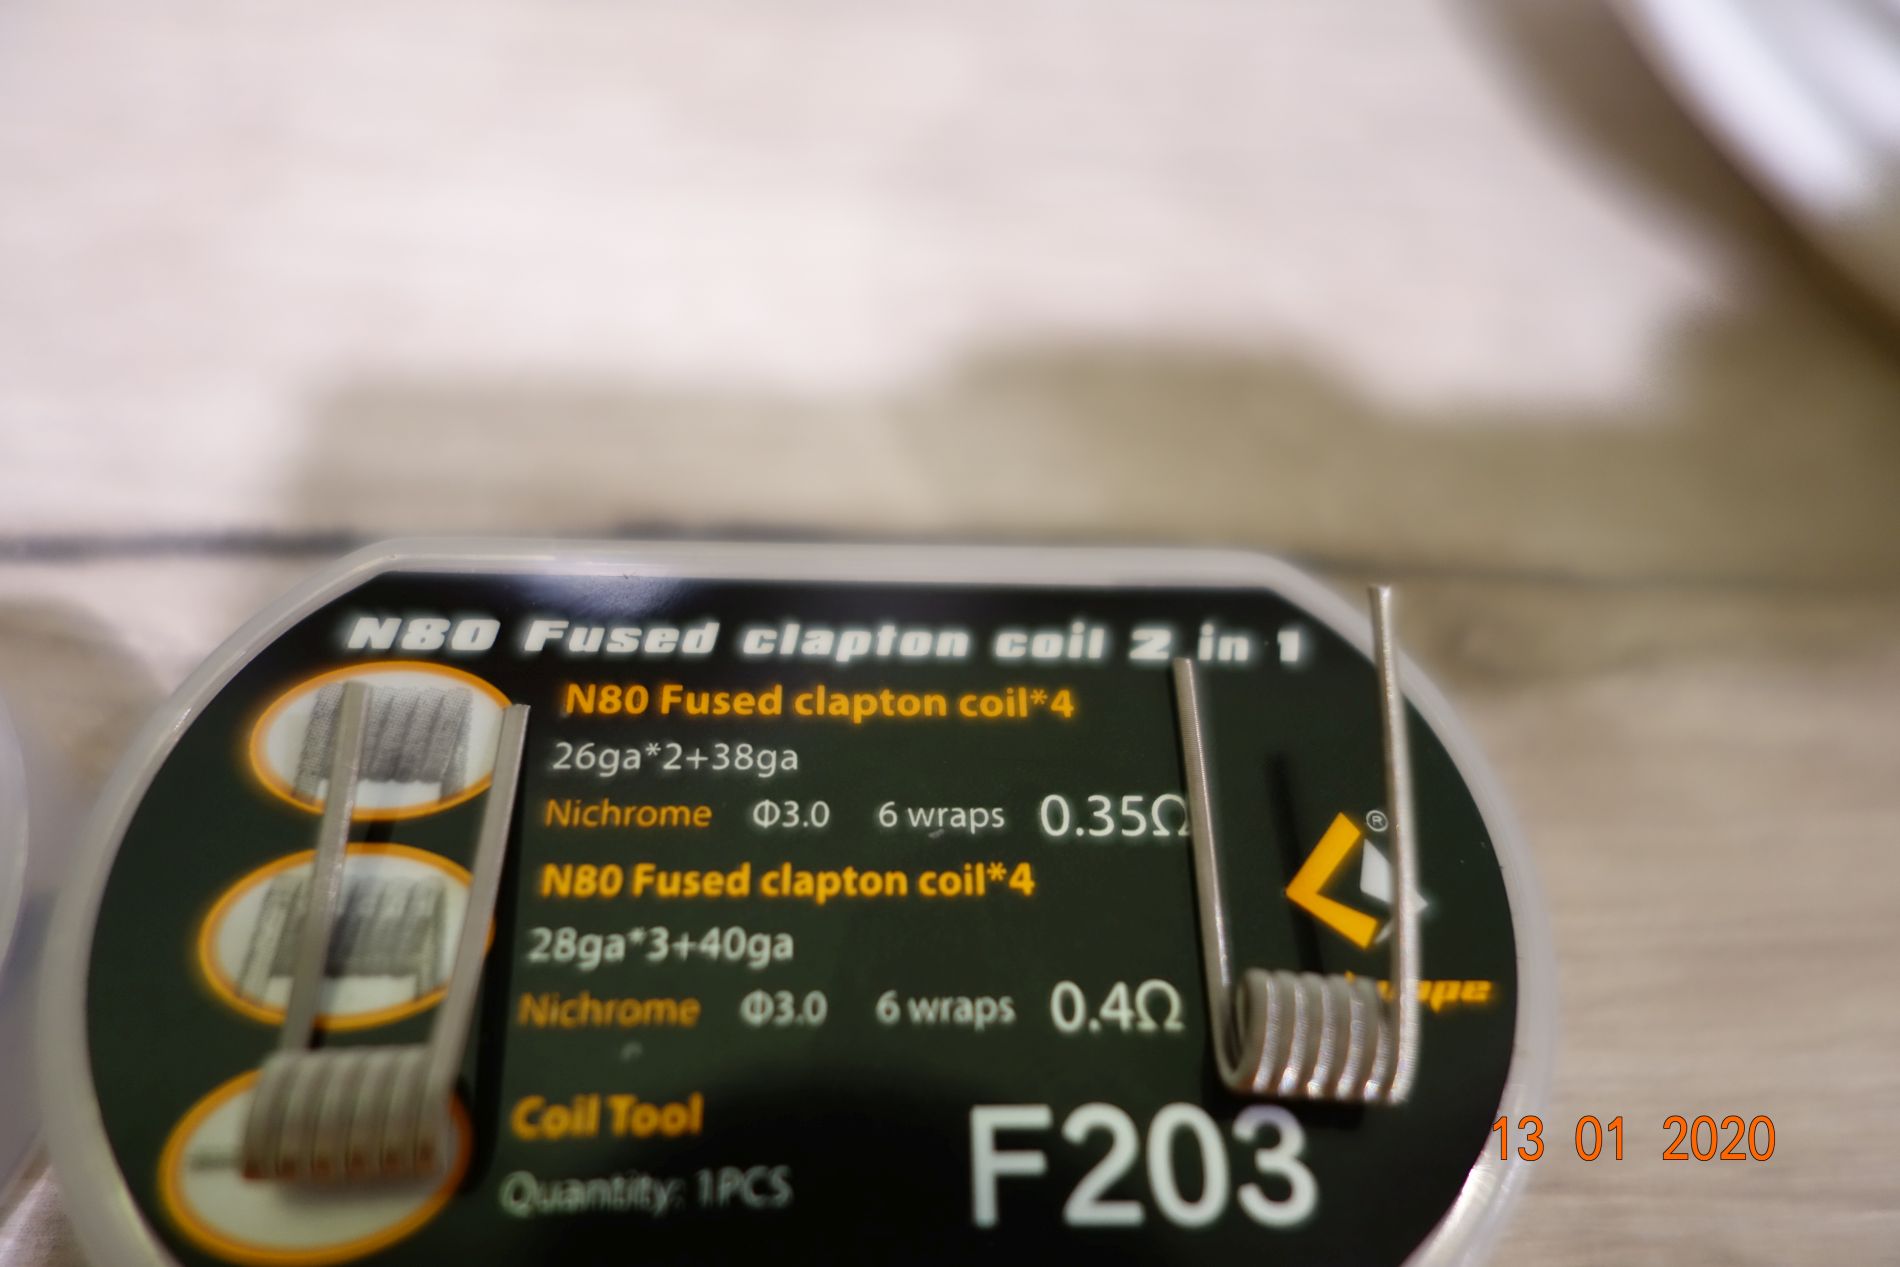 N80 Fused clapton coil 2 in 1
N80 Fused clapton coil*4
26ga*2+38ga
Nichrome Φ3.0 6 wraps 0.35Ω
®
N80 Fused clapton coil*4
28ga*3+40ga
Nichrome Φ3.0 6 wraps 0.4Ω
Coil Tool
Quantity: 1PCS
F203
13 01 2020